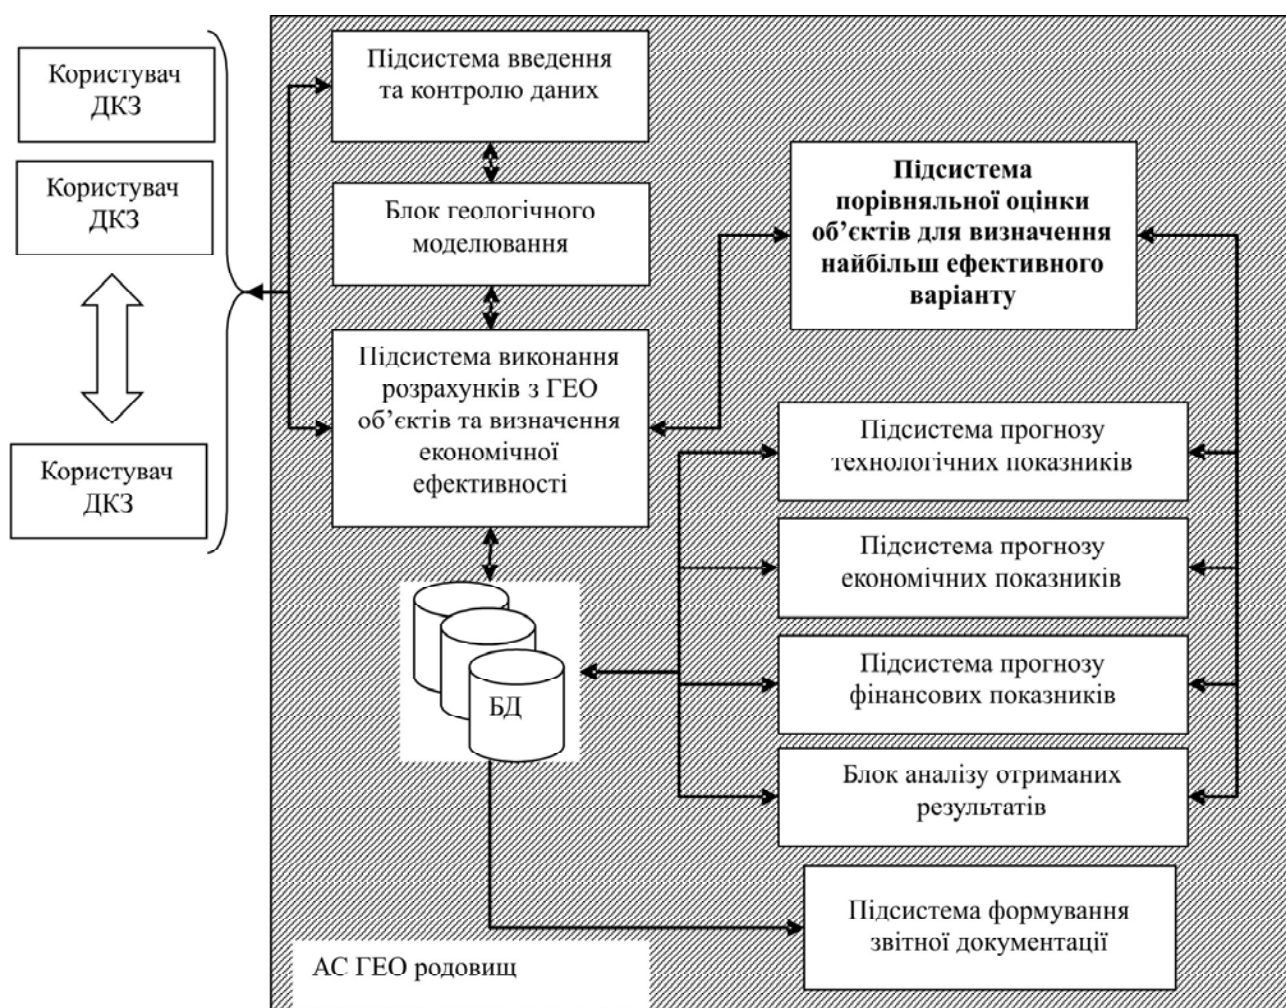 Користувач
ДКЗ
Користувач
ДКЗ
Користувач
ДКЗ
Підсистема введення
та контролю даних
Блок геологічного
моделювання
Підсистема виконання
розрахунків з ГЕО
об’єктів та визначення
економічної
ефективності
БД
Підсистема
порівняльної оцінки
об’єктів для визначення
найбільш ефективного
варіанту
Підсистема прогнозу
технологічних показників
Підсистема прогнозу
економічних показників
Підсистема прогнозу
фінансових показників
Блок аналізу отриманих
результатів
Підсистема формування
звітної документації
АС ГЕО родовищ